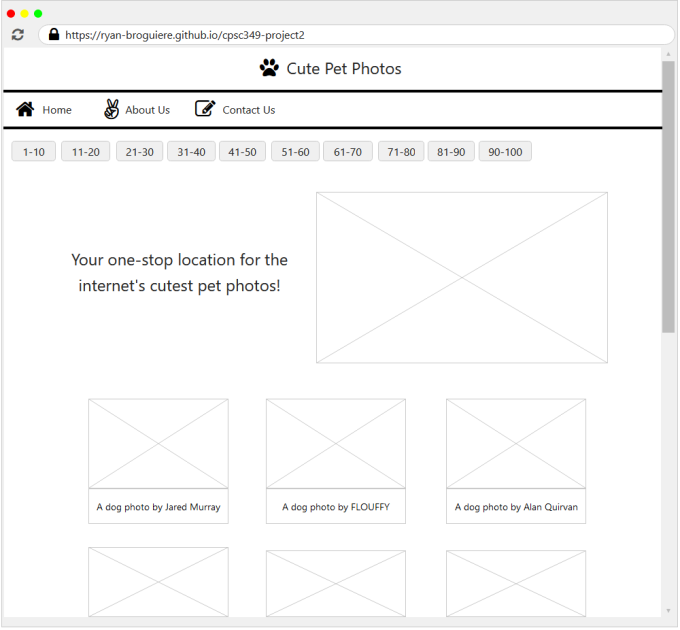 https://ryan-broguiere.github.io/cpsc349-project2
Cute Pet Photos
Home About Us Contact Us
1-10 11-20 21-30 31-40 41-50 51-60 61-70 71-80 81-90 90-100
Your one-stop location for the
internet's cutest pet photos!
A dog photo by Jared Murray A dog photo by FLOUFFY A dog photo by Alan Quirvan